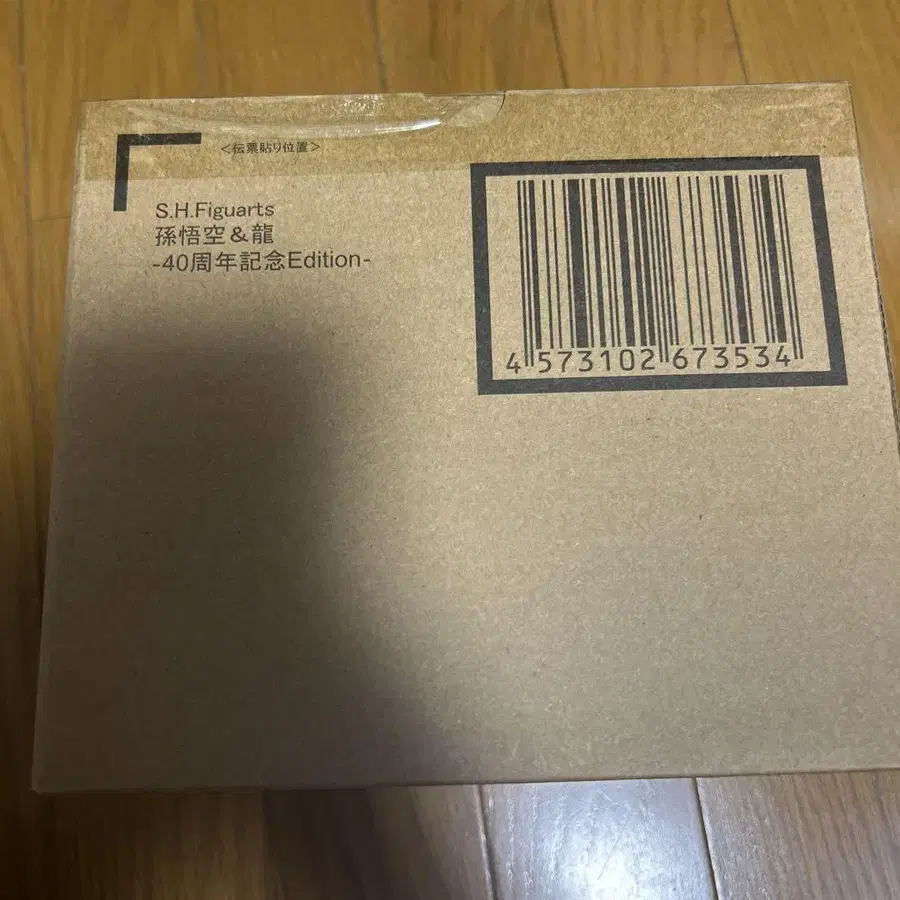 ＜伝票貼り位置＞
S.H.Figuarts
孫悟空＆龍
-40周年記念Edition-
4 573102 673534